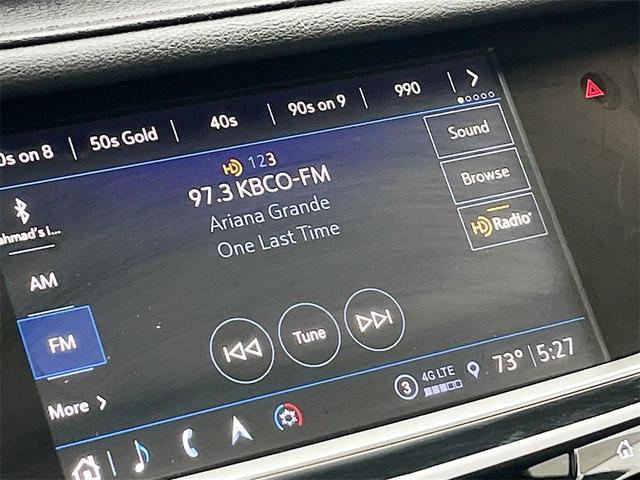 0s on 8
50s Gold
40s
90s on 9
990
HD 123
97.3 KBCO-FM
Ariana Grande
One Last Time
Sound
Browse
HD Radio
ahmad's I...
AM
FM
More
Tune
3
4G LTE
73° 5:27